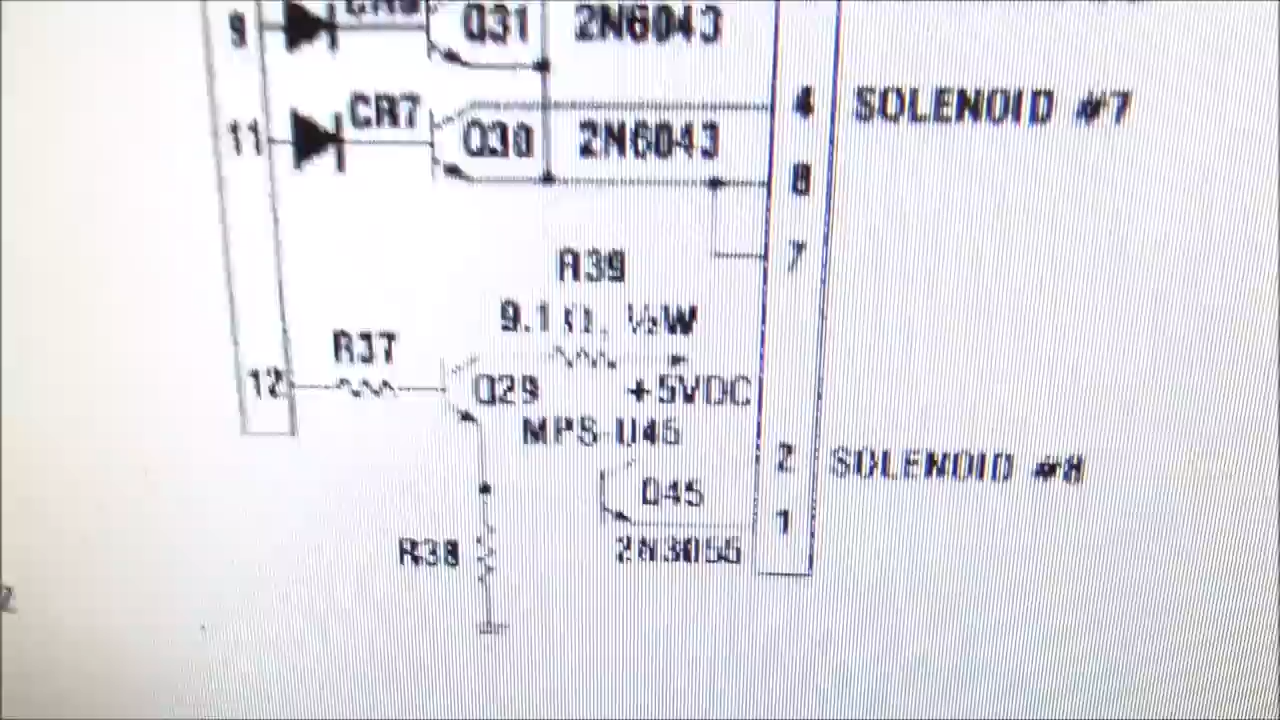 9 CR8 Q31 2N6043
4 SOLENOID #7
11 CR7 Q30 2N6043
8
7
R39
9.1 Ω, ½W
R37
12 Q29 +5VDC
MPS-U45
2 SOLENOID #8
Q45
1
R38 2N3055